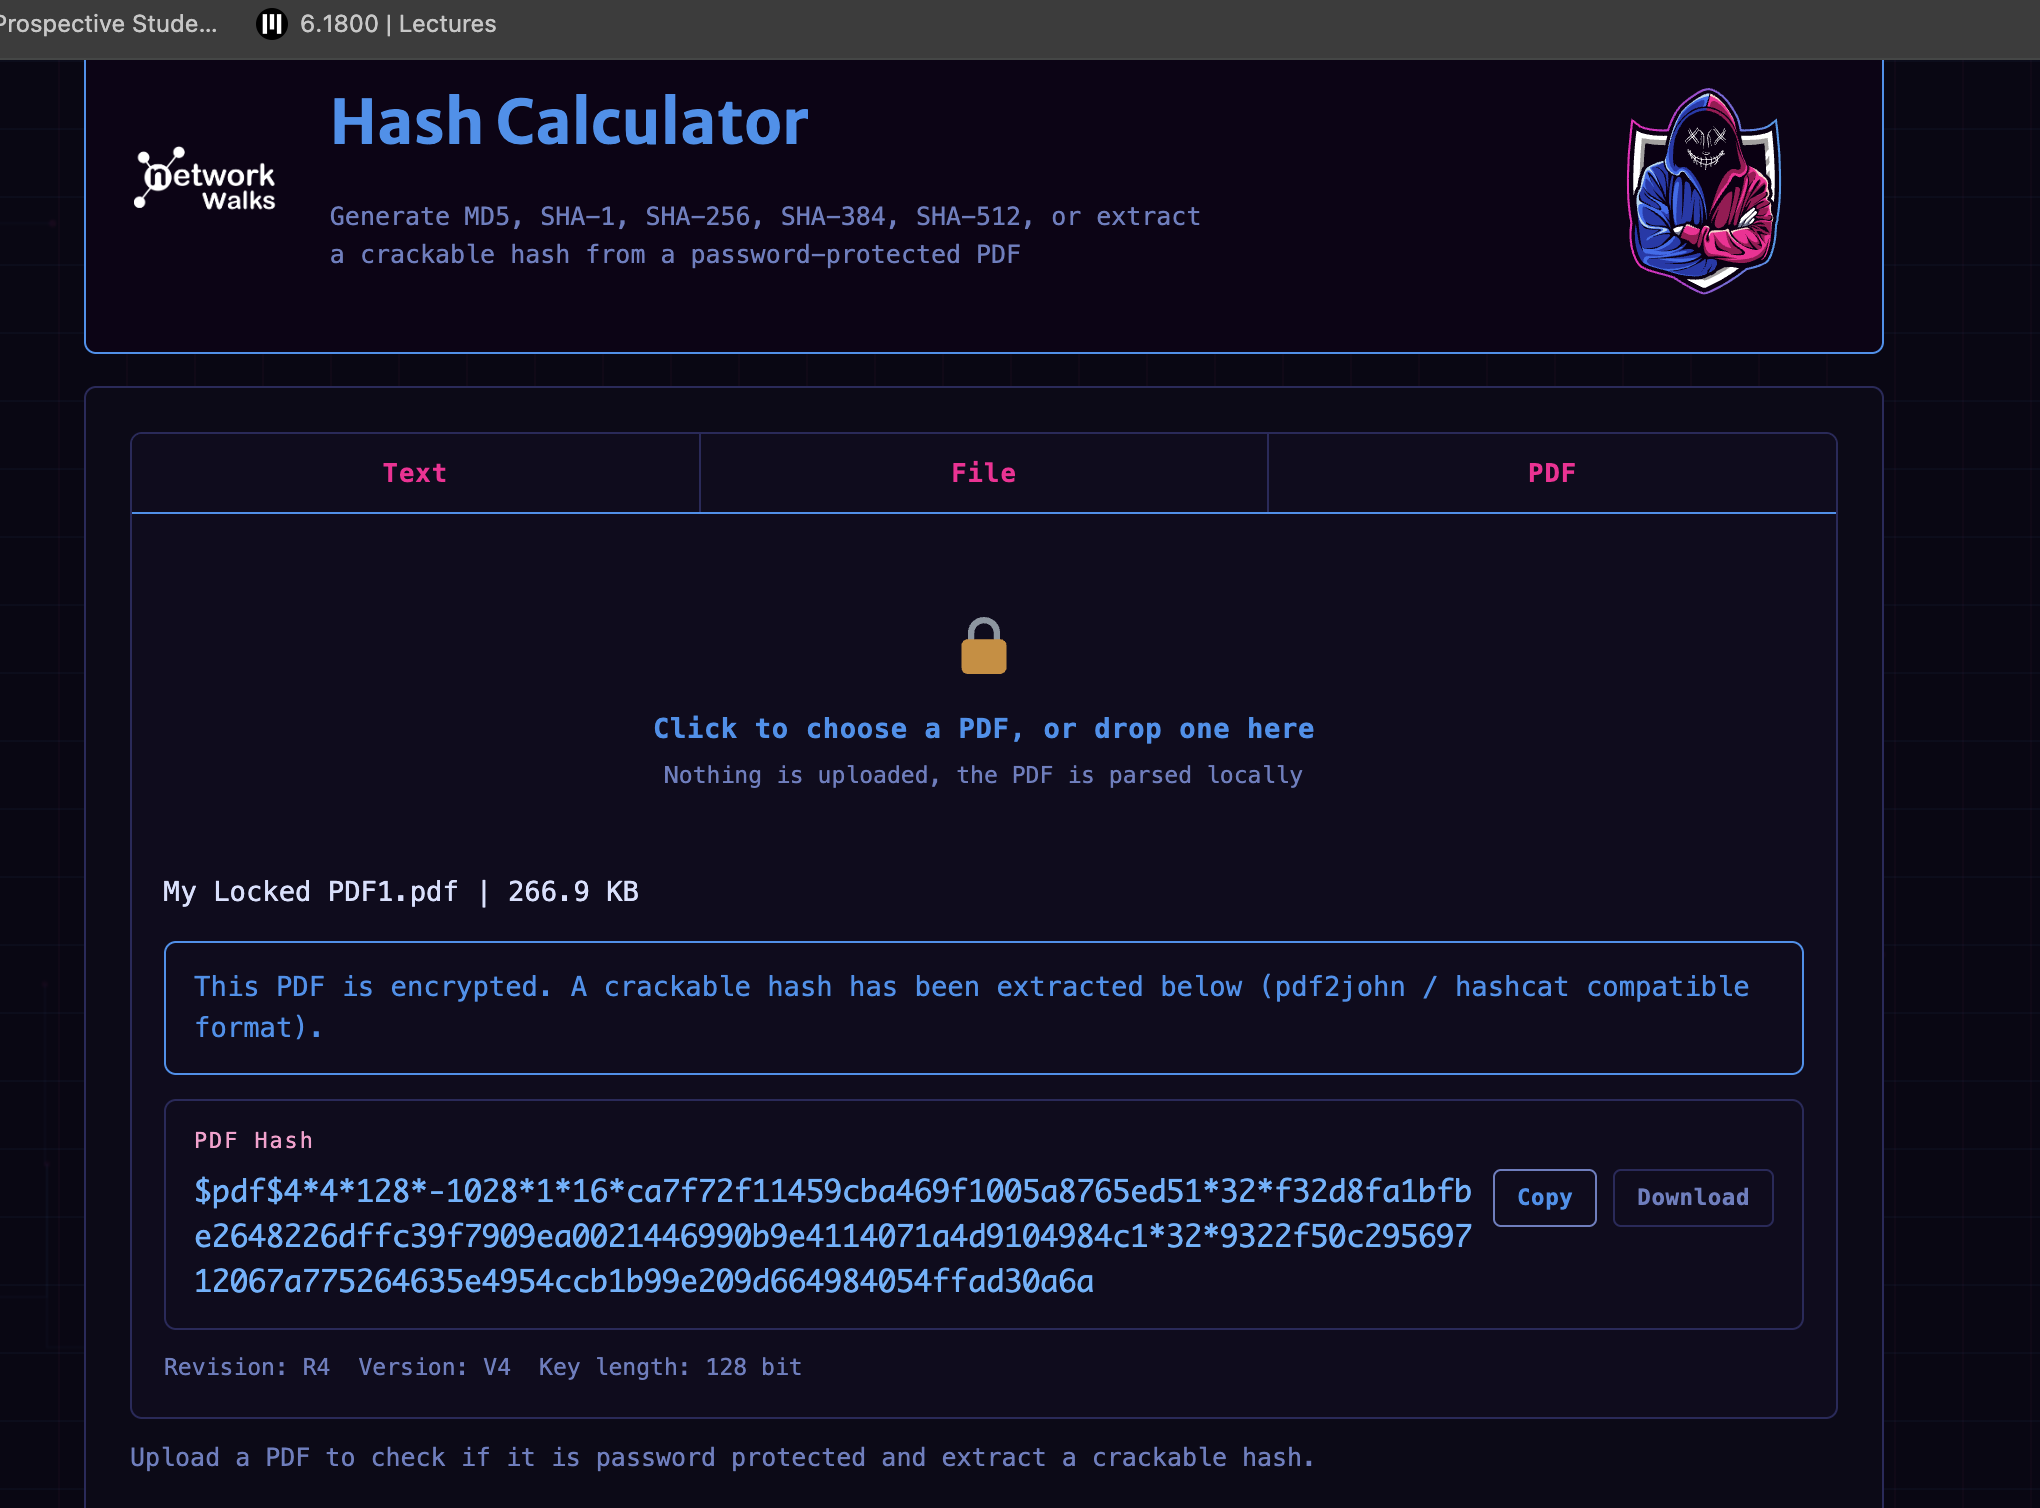 Prospective Stude...
6.1800 | Lectures
network
walks
Hash Calculator
Generate MD5, SHA-1, SHA-256, SHA-384, SHA-512, or extract
a crackable hash from a password-protected PDF
Text
File
PDF
Click to choose a PDF, or drop one here
Nothing is uploaded, the PDF is parsed locally
My Locked PDF1.pdf | 266.9 KB
This PDF is encrypted. A crackable hash has been extracted below (pdf2john / hashcat compatible
format).
PDF Hash
$pdf$4*4*128*-1028*1*16*ca7f72f11459cba469f1005a8765ed51*32*f32d8fa1bfb
e2648226dffc39f7909ea0021446990b9e4114071a4d9104984c1*32*9322f50c295697
12067a775264635e4954ccb1b99e209d664984054ffad30a6a
Copy
Download
Revision: R4 Version: V4 Key length: 128 bit
Upload a PDF to check if it is password protected and extract a crackable hash.